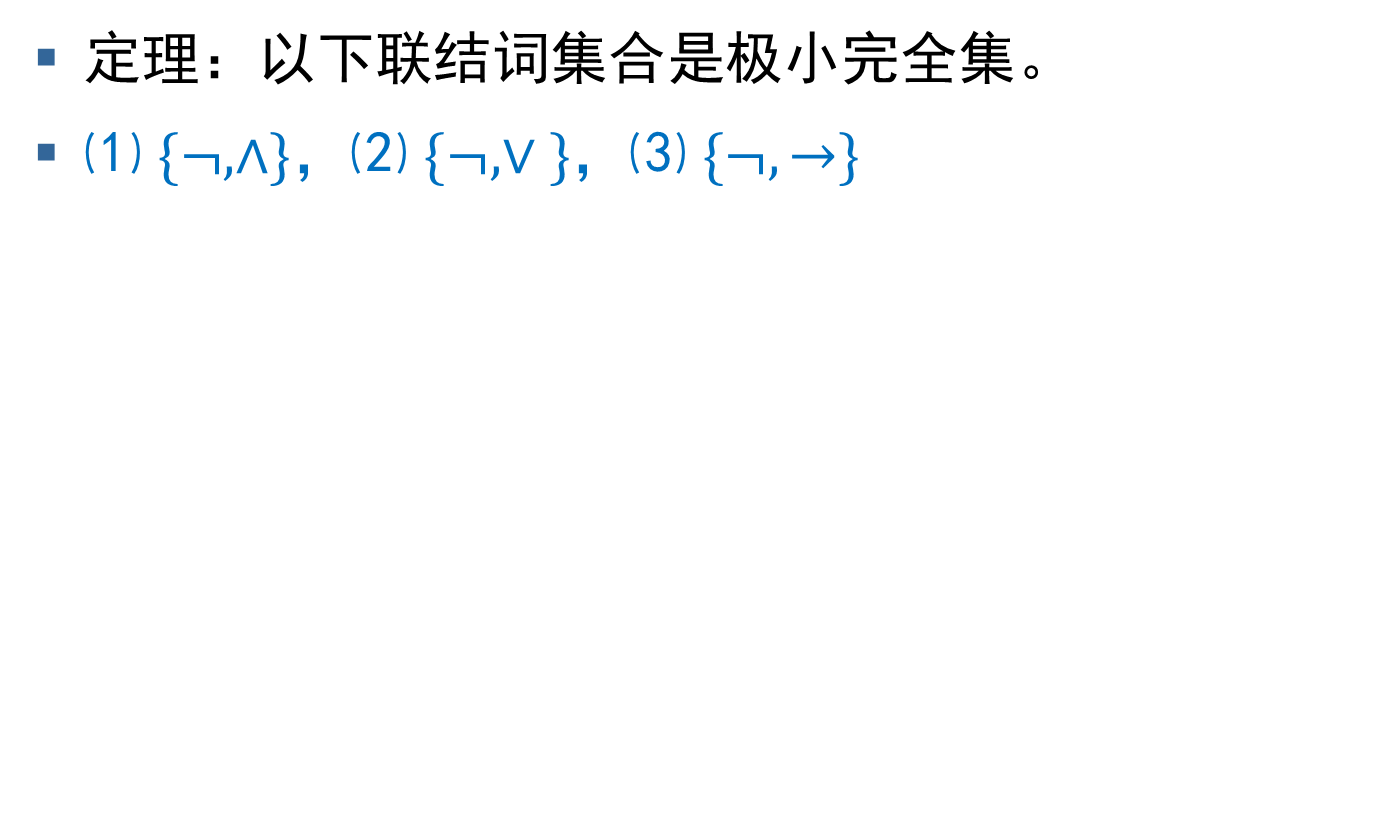 定理：以下联结词集合是极小完全集。
(1){¬,∧}，(2){¬,∨ }，(3){¬, →}